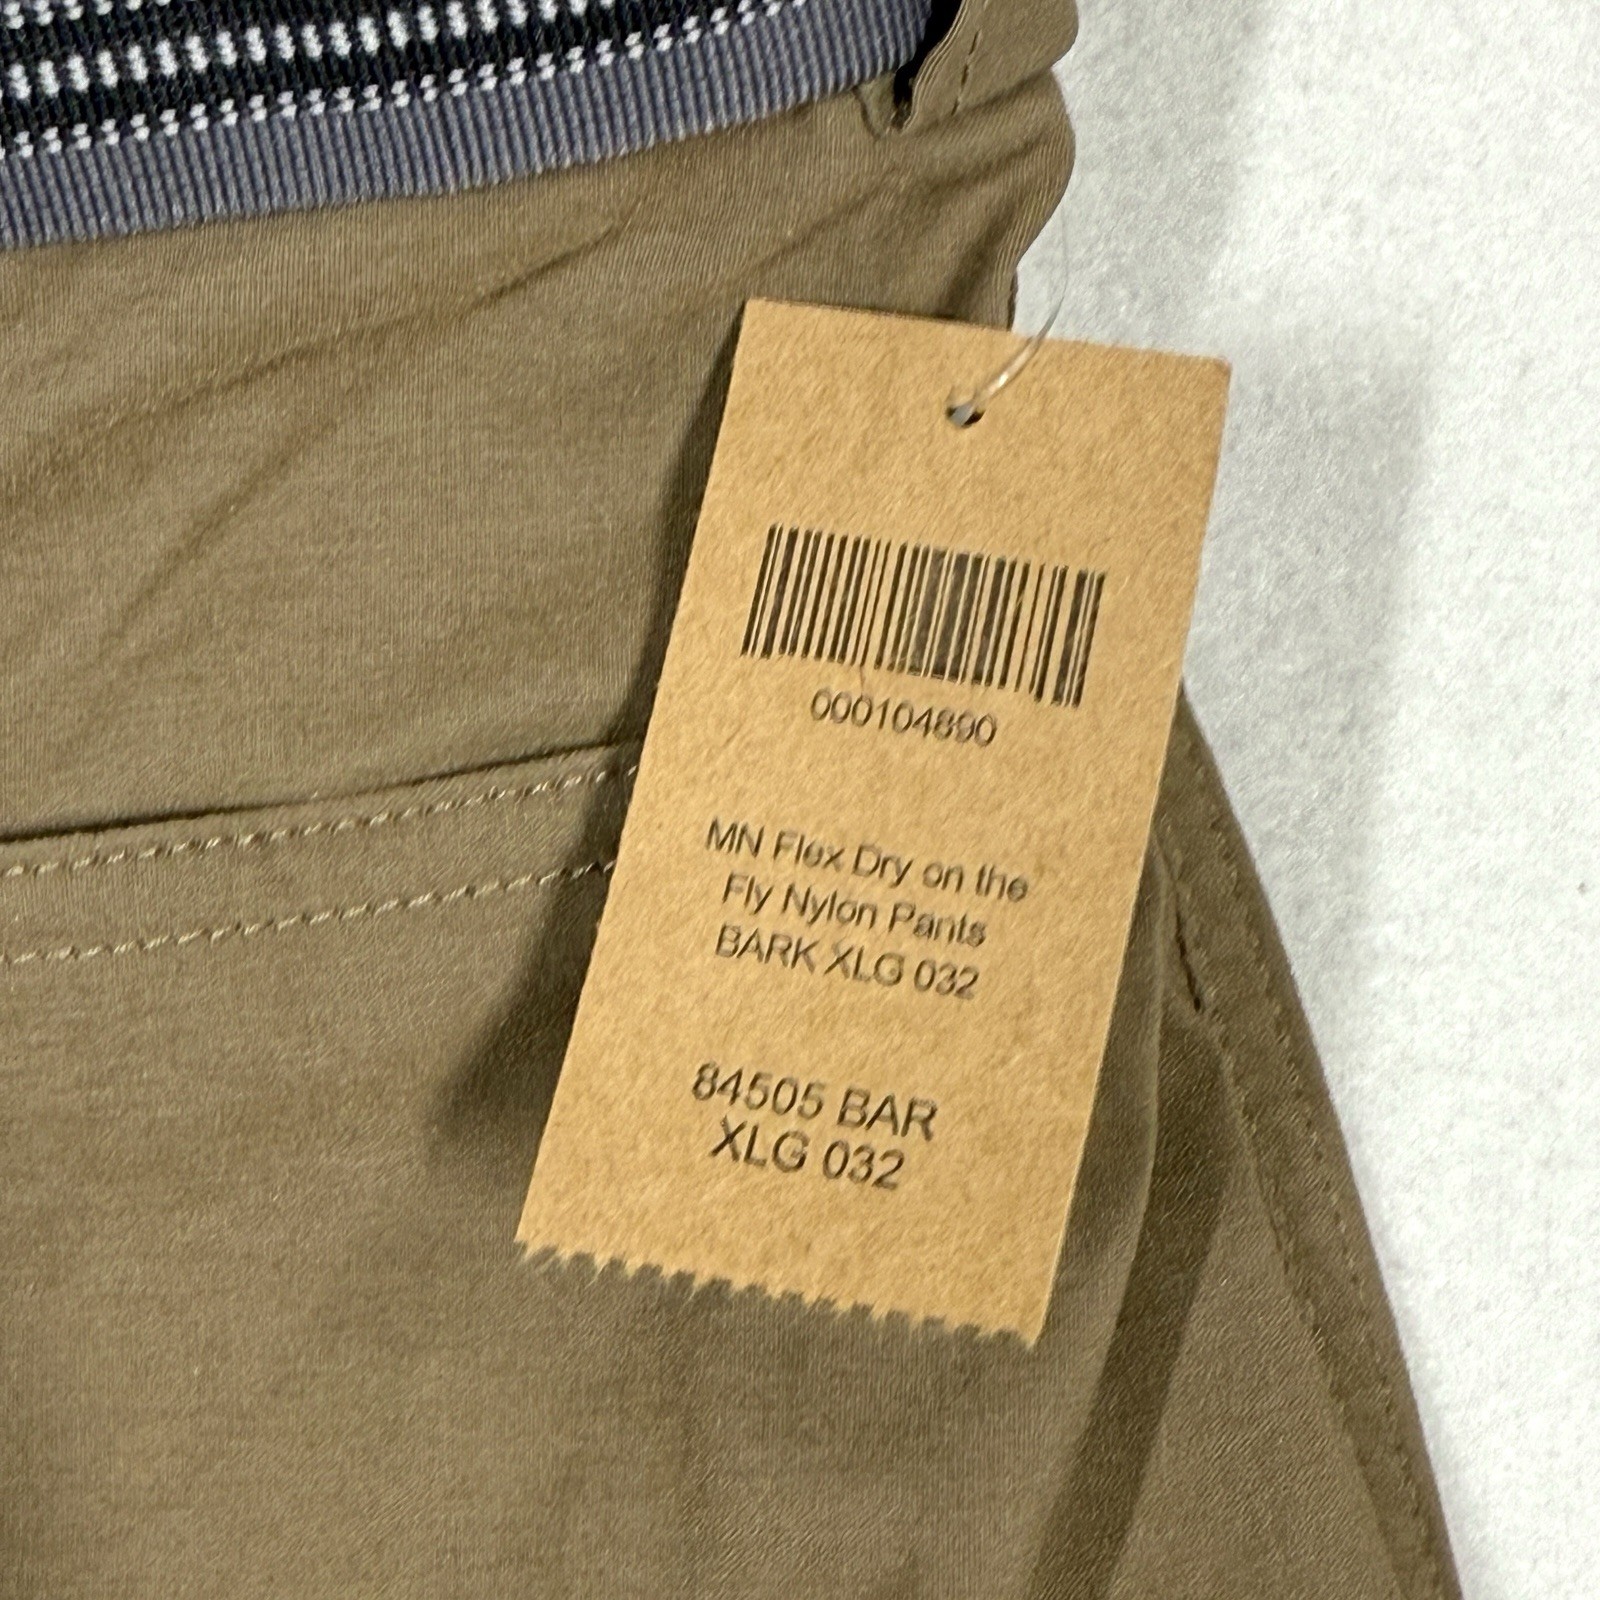 000104890
MN Flex Dry on the
Fly Nylon Pants
BARK XLG 032
84505 BAR
XLG 032